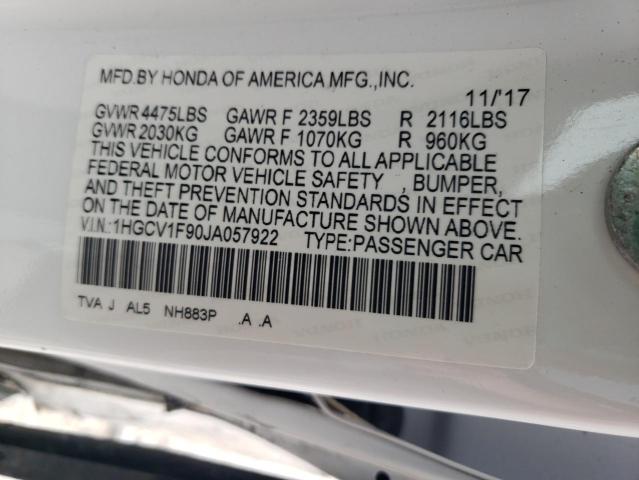 MFD.BY HONDA OF AMERICA MFG.,INC.
11/'17
GVWR 4475LBS GAWR F 2359LBS R 2116LBS
GVWR 2030KG GAWR F 1070KG R 960KG
THIS VEHICLE CONFORMS TO ALL APPLICABLE
FEDERAL MOTOR VEHICLE SAFETY , BUMPER,
AND THEFT PREVENTION STANDARDS IN EFFECT
ON THE DATE OF MANUFACTURE SHOWN ABOVE.
V.I.N.:1HGCV1F90JA057922 TYPE:PASSENGER CAR
TVA J AL5 NH883P .A .A